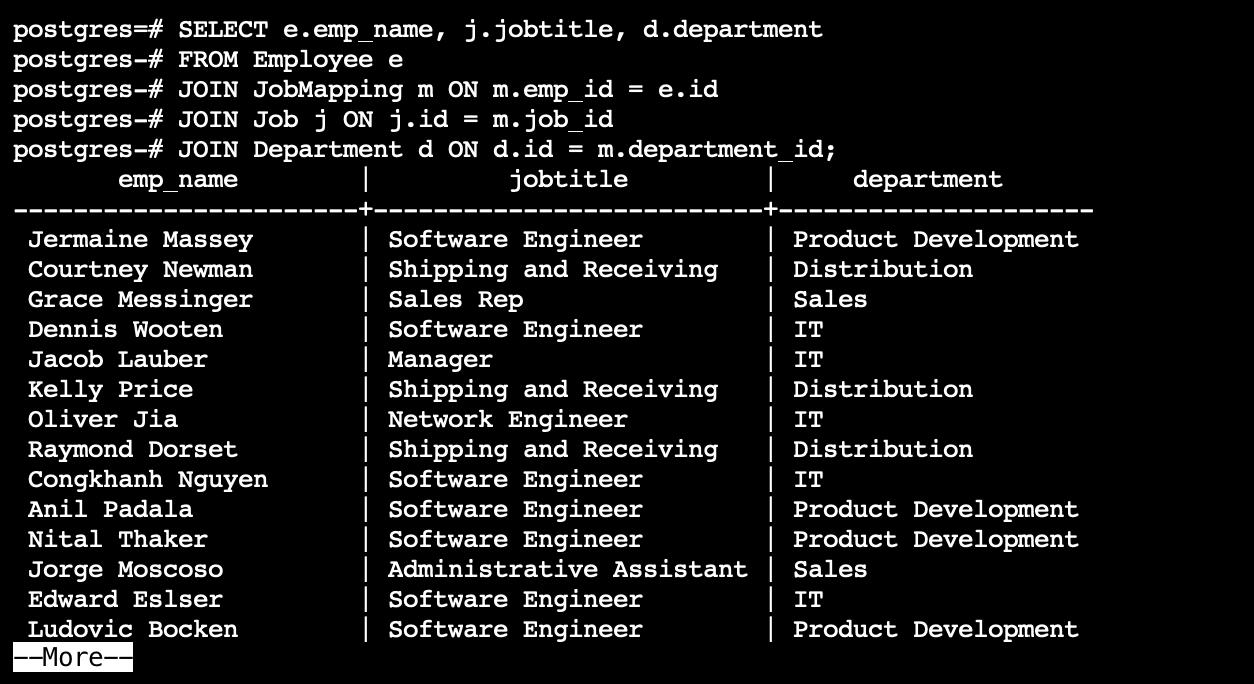 postgres=# SELECT e.emp_name, j.jobtitle, d.department
postgres-# FROM Employee e
postgres-# JOIN JobMapping m ON m.emp_id = e.id
postgres-# JOIN Job j ON j.id = m.job_id
postgres-# JOIN Department d ON d.id = m.department_id;
       emp_name        |         jobtitle         |     department
-----------------------+--------------------------+---------------------
 Jermaine Massey       | Software Engineer        | Product Development
 Courtney Newman       | Shipping and Receiving   | Distribution
 Grace Messinger       | Sales Rep                | Sales
 Dennis Wooten         | Software Engineer        | IT
 Jacob Lauber          | Manager                  | IT
 Kelly Price           | Shipping and Receiving   | Distribution
 Oliver Jia            | Network Engineer         | IT
 Raymond Dorset        | Shipping and Receiving   | Distribution
 Congkhanh Nguyen      | Software Engineer        | IT
 Anil Padala           | Software Engineer        | Product Development
 Nital Thaker          | Software Engineer        | Product Development
 Jorge Moscoso         | Administrative Assistant | Sales
 Edward Eslser         | Software Engineer        | IT
 Ludovic Bocken        | Software Engineer        | Product Development
--More--